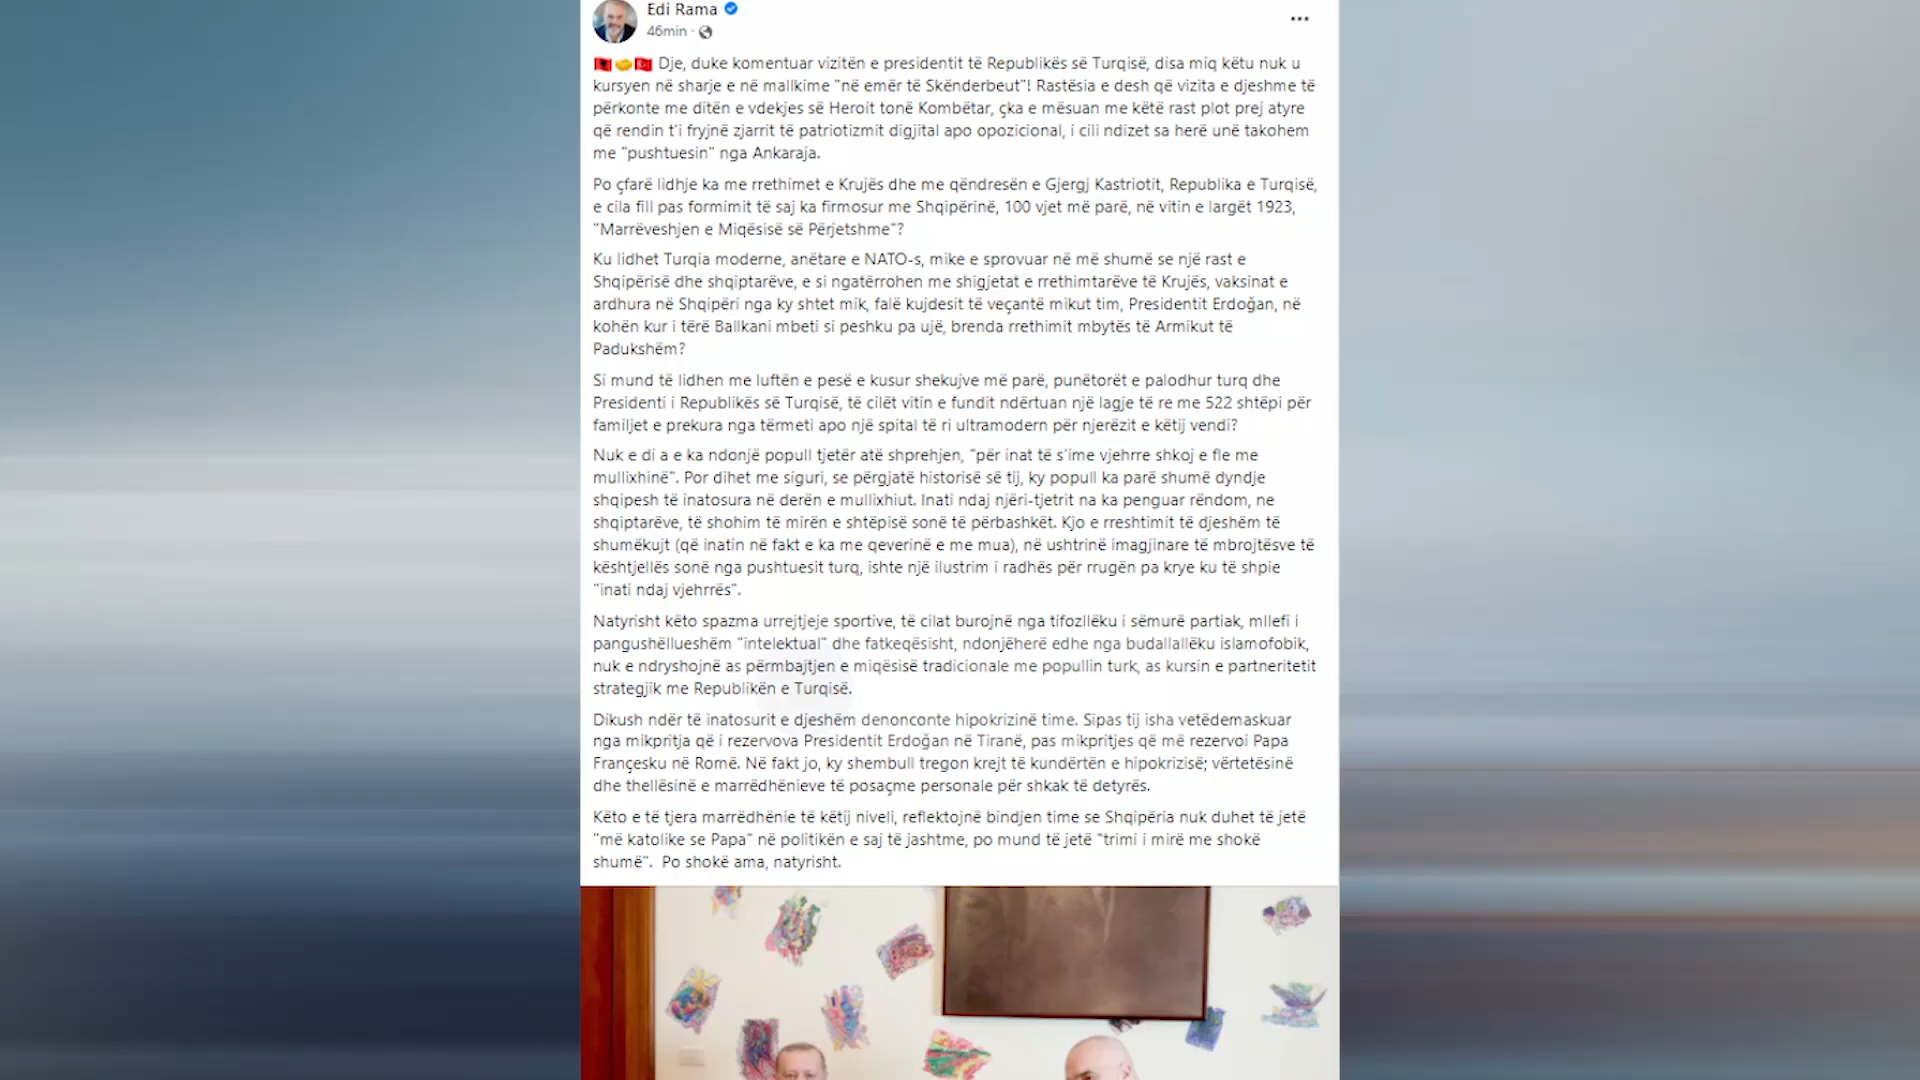 Edi Rama
46min ·
Dje, duke komentuar vizitën e presidentit të Republikës së Turqisë, disa miq këtu nuk u
kursyen në sharje e në mallkime "në emër të Skënderbeut"! Rastësia e desh që vizita e djeshme të
përkonte me ditën e vdekjes së Heroit tonë Kombëtar, çka e mësuan me këtë rast plot prej atyre
që rendin t'i fryjnë zjarrit të patriotizmit digjital apo opozicional, i cili ndizet sa herë unë takohem
me "pushtuesin" nga Ankaraja.
Po çfarë lidhje ka me rrethimet e Krujës dhe me qëndresën e Gjergj Kastriotit, Republika e Turqisë,
e cila fill pas formimit të saj ka firmosur me Shqipërinë, 100 vjet më parë, në vitin e largët 1923,
"Marrëveshjen e Miqësisë së Përjetshme"?
Ku lidhet Turqia moderne, anëtare e NATO-s, mike e sprovuar në më shumë se një rast e
Shqipërisë dhe shqiptarëve, e si ngatërrohen me shigjetat e rrethimtarëve të Krujës, vaksinat e
ardhura në Shqipëri nga ky shtet mik, falë kujdesit të veçantë mikut tim, Presidentit Erdoğan, në
kohën kur i tërë Ballkani mbeti si peshku pa ujë, brenda rrethimit mbytës të Armikut të
Padukshëm?
Si mund të lidhen me luftën e pesë e kusur shekujve më parë, punëtorët e palodhur turq dhe
Presidenti i Republikës së Turqisë, të cilët vitin e fundit ndërtuan një lagje të re me 522 shtëpi për
familjet e prekura nga tërmeti apo një spital të ri ultramodern për njerëzit e këtij vendi?
Nuk e di a e ka ndonjë popull tjetër atë shprehjen, "për inat të s'ime vjehrre shkoj e fle me
mullixhinë". Por dihet me siguri, se përgjatë historisë së tij, ky popull ka parë shumë dyndje
shqipesh të inatosura në derën e mullixhiut. Inati ndaj njëri-tjetrit na ka penguar rëndom, ne
shqiptarëve, të shohim të mirën e shtëpisë sonë të përbashkët. Kjo e rreshtimit të djeshëm të
shumëkujt (që inatin në fakt e ka me qeverinë e me mua), në ushtrinë imagjinare të mbrojtësve të
kështjellës sonë nga pushtuesit turq, ishte një ilustrim i radhës për rrugën pa krye ku të shpie
"inati ndaj vjehrrës".
Natyrisht këto spazma urrejtjeje sportive, të cilat burojnë nga tifozllëku i sëmurë partiak, mllefi i
pangushëllueshëm "intelektual" dhe fatkeqësisht, ndonjëherë edhe nga budallallëku islamofobik,
nuk e ndryshojnë as përmbajtjen e miqësisë tradicionale me popullin turk, as kursin e partneritetit
strategjik me Republikën e Turqisë.
Dikush ndër të inatosurit e djeshëm denonconte hipokrizinë time. Sipas tij isha vetëdemaskuar
nga mikpritja që i rezervova Presidentit Erdoğan në Tiranë, pas mikpritjes që më rezervoi Papa
Françesku në Romë. Në fakt jo, ky shembull tregon krejt të kundërtën e hipokrizisë; vërtetësinë
dhe thellësinë e marrëdhënieve të posaçme personale për shkak të detyrës.
Këto e të tjera marrëdhënie të këtij niveli, reflektojnë bindjen time se Shqipëria nuk duhet të jetë
"më katolike se Papa" në politikën e saj të jashtme, po mund të jetë "trimi i mirë me shokë
shumë". Po shokë ama, natyrisht.